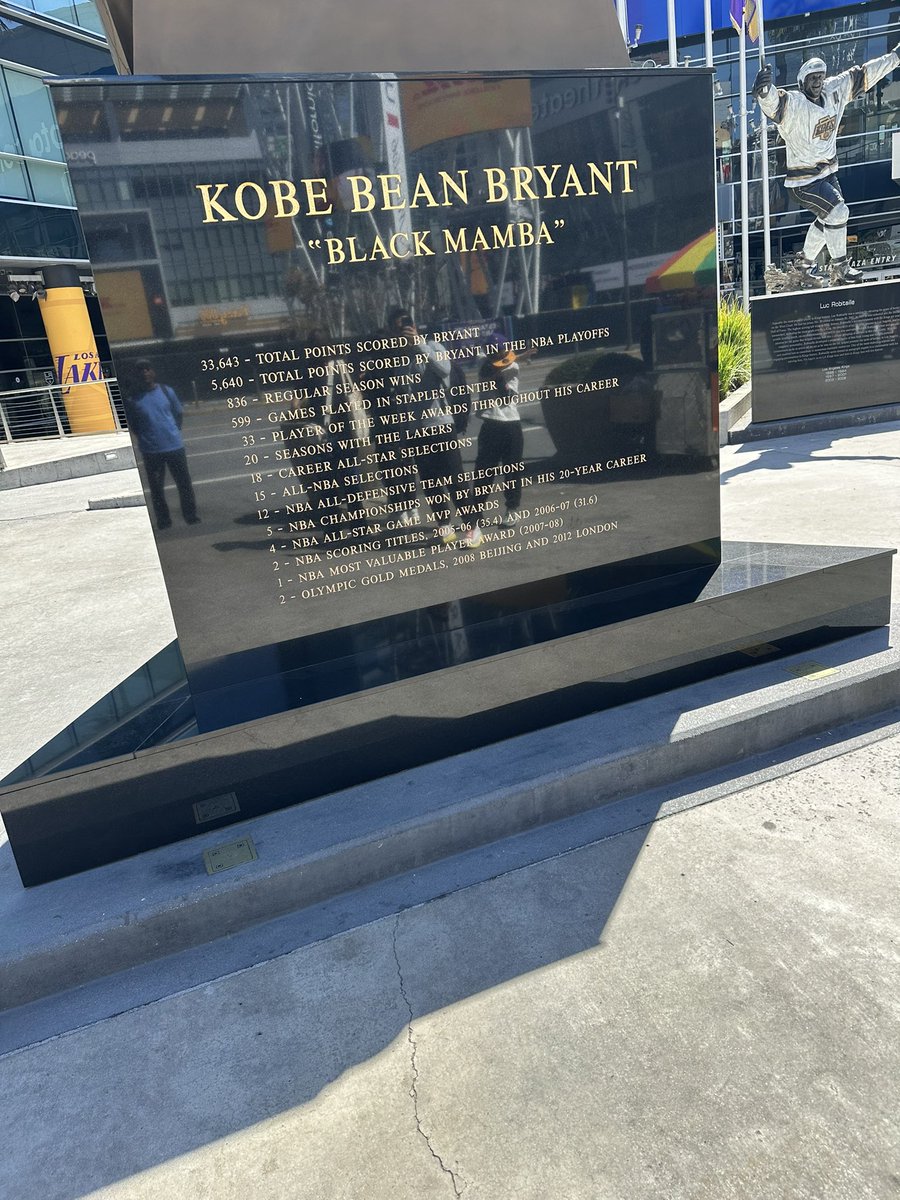 KOBE BEAN BRYANT
“BLACK MAMBA”
33,643 - TOTAL POINTS SCORED BY BRYANT
5,640 - TOTAL POINTS SCORED BY BRYANT IN THE NBA PLAYOFFS
836 - REGULAR SEASON WINS
599 - GAMES PLAYED IN STAPLES CENTER
33 - PLAYER OF THE WEEK AWARDS THROUGHOUT HIS CAREER
20 - SEASONS WITH THE LAKERS
18 - CAREER ALL-STAR SELECTIONS
15 - ALL-NBA SELECTIONS
12 - NBA ALL-DEFENSIVE TEAM SELECTIONS
5 - NBA CHAMPIONSHIPS WON BY BRYANT IN HIS 20-YEAR CAREER
4 - NBA ALL-STAR GAME MVP AWARDS
2 - NBA SCORING TITLES, 2005-06 (35.4) AND 2006-07 (31.6)
1 - NBA MOST VALUABLE PLAYER AWARD (2007-08)
2 - OLYMPIC GOLD MEDALS, 2008 BEIJING AND 2012 LONDON
LOS
LAK
Luc Robitaille
Los Angeles Kings
ENTRY